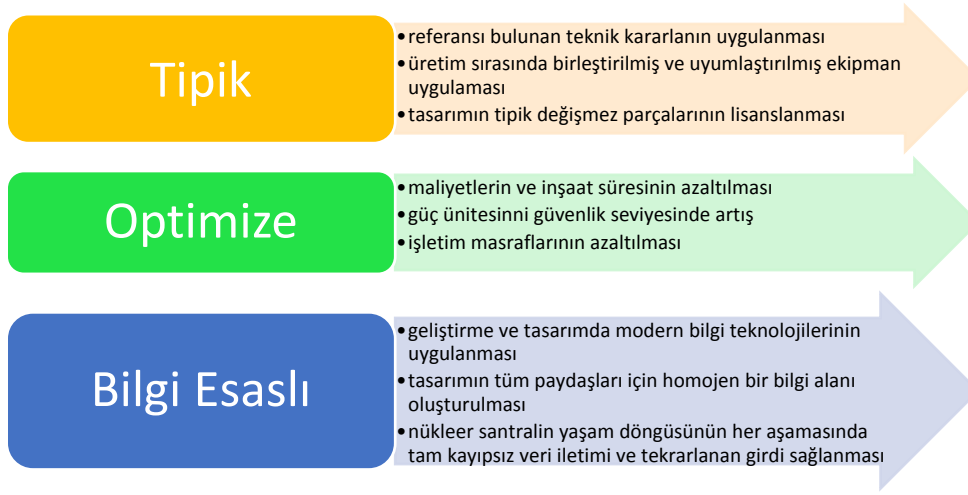 Tipik
•referansı bulunan teknik kararlanın uygulanması
•üretim sırasında birleştirilmiş ve uyumlaştırılmış ekipman
uygulaması
•tasarımın tipik değişmez parçalarının lisanslanması
Optimize
•maliyetlerin ve inşaat süresinin azaltılması
•güç ünitesinni güvenlik seviyesinde artış
•işletim masraflarının azaltılması
Bilgi Esaslı
•geliştirme ve tasarımda modern bilgi teknolojilerinin
uygulanması
•tasarımın tüm paydaşları için homojen bir bilgi alanı
oluşturulması
•nükleer santralin yaşam döngüsünün her aşamasında
tam kayıpsız veri iletimi ve tekrarlanan girdi sağlanması